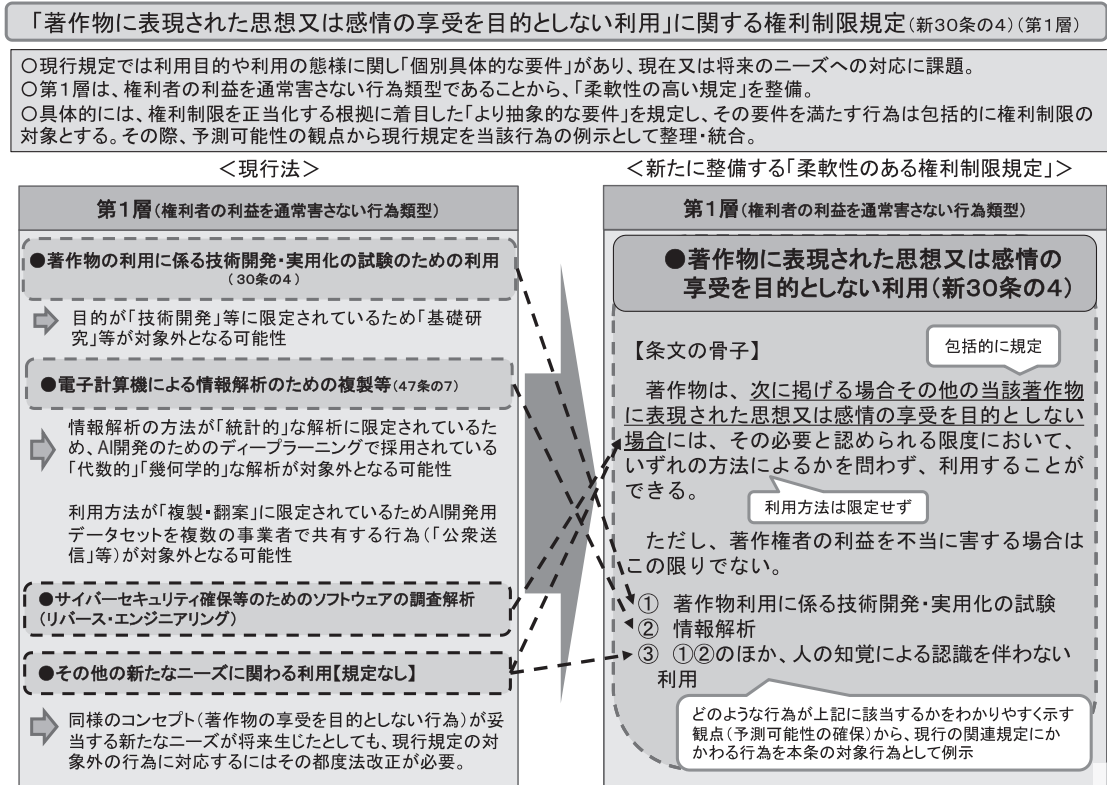 「著作物に表現された思想又は感情の享受を目的としない利用」に関する権利制限規定(新30条の4)(第1層)
○現行規定では利用目的や利用の態様に関し「個別具体的な要件」があり、現在又は将来のニーズへの対応に課題。
○第1層は、権利者の利益を通常害さない行為類型であることから、「柔軟性の高い規定」を整備。
○具体的には、権利制限を正当化する根拠に着目した「より抽象的な要件」を規定し、その要件を満たす行為は包括的に権利制限の
対象とする。その際、予測可能性の観点から現行規定を当該行為の例示として整理・統合。
＜現行法＞
第1層(権利者の利益を通常害さない行為類型)
●著作物の利用に係る技術開発・実用化の試験のための利用
(30条の4)
目的が「技術開発」等に限定されているため「基礎研
究」等が対象外となる可能性
●電子計算機による情報解析のための複製等(47条の7)
情報解析の方法が「統計的」な解析に限定されているた
め、AI開発のためのディープラーニングで採用されている
「代数的」「幾何学的」な解析が対象外となる可能性
利用方法が「複製・翻案」に限定されているためAI開発用
データセットを複数の事業者で共有する行為(「公衆送
信」等)が対象外となる可能性
●サイバーセキュリティ確保等のためのソフトウェアの調査解析
(リバース・エンジニアリング)
●その他の新たなニーズに関わる利用【規定なし】
同様のコンセプト(著作物の享受を目的としない行為)が妥
当する新たなニーズが将来生じたとしても、現行規定の対
象外の行為に対応するにはその都度法改正が必要。
＜新たに整備する「柔軟性のある権利制限規定」＞
第1層(権利者の利益を通常害さない行為類型)
●著作物に表現された思想又は感情の
享受を目的としない利用(新30条の4)
包括的に規定
【条文の骨子】
著作物は、次に掲げる場合その他の当該著作物
に表現された思想又は感情の享受を目的としない
場合には、その必要と認められる限度において、
いずれの方法によるかを問わず、利用することが
できる。
利用方法は限定せず
ただし、著作権者の利益を不当に害する場合は
この限りでない。
① 著作物利用に係る技術開発・実用化の試験
② 情報解析
③ ①②のほか、人の知覚による認識を伴わない
利用
どのような行為が上記に該当するかをわかりやすく示す
観点(予測可能性の確保)から、現行の関連規定にか
かわる行為を本条の対象行為として例示